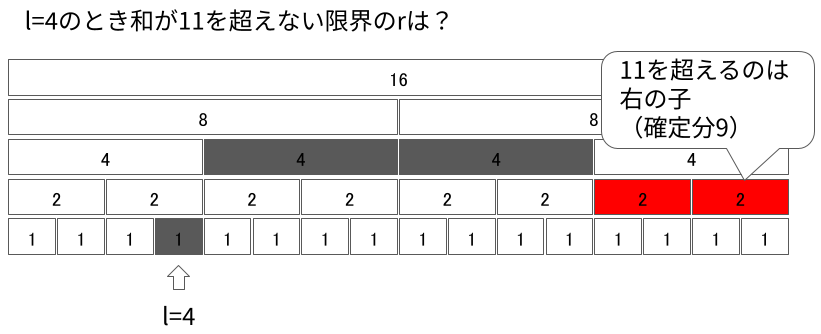 l=4のとき和が11を超えない限界のrは？
16
11を超えるのは
右の子
（確定分9）
8 8
4 4 4 4
2 2 2 2 2 2 2 2
1 1 1 1 1 1 1 1 1 1 1 1 1 1 1 1
l=4